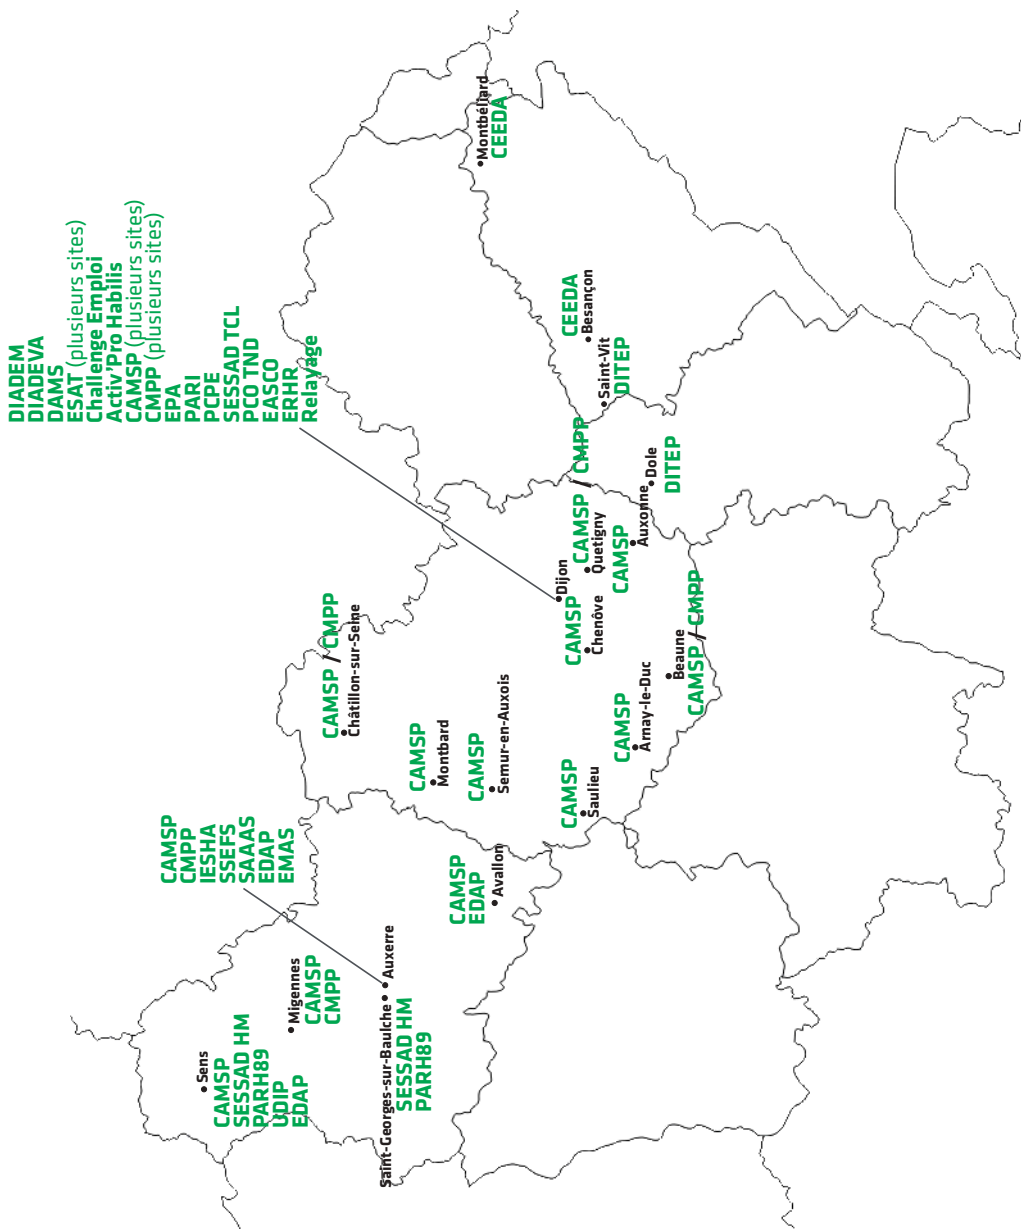 DIADEM
DIADEVA
DAMS
ESAT (plusieurs sites)
Challenge Emploi
Activ'Pro Habilis
CAMSP (plusieurs sites)
CMPP (plusieurs sites)
EPA
PARI
PCPE
SESSAD TCL
PCO TND
EASCO
ERHR
Relayage
Dijon
CAMSP
CMPP
IESHA
SSEFS
SAAAS
EDAP
EMAS
Auxerre
Sens
CAMSP
SESSAD HM
PARH89
UDIP
EDAP
Migennes
CAMSP
CMPP
Saint-Georges-sur-Baulche
SESSAD HM
PARH89
CAMSP
EDAP
Avallon
CAMSP / CMPP
Châtillon-sur-Seine
CAMSP
Montbard
CAMSP
Semur-en-Auxois
CAMSP
Saulieu
CAMSP
Arnay-le-Duc
Beaune
CAMSP / CMPP
CAMSP
Chenôve
CAMSP / CMPP
Quetigny
CAMSP
Auxonne
Dole
DITEP
Saint-Vit
DITEP
CEEDA
Besançon
Montbéliard
CEEDA